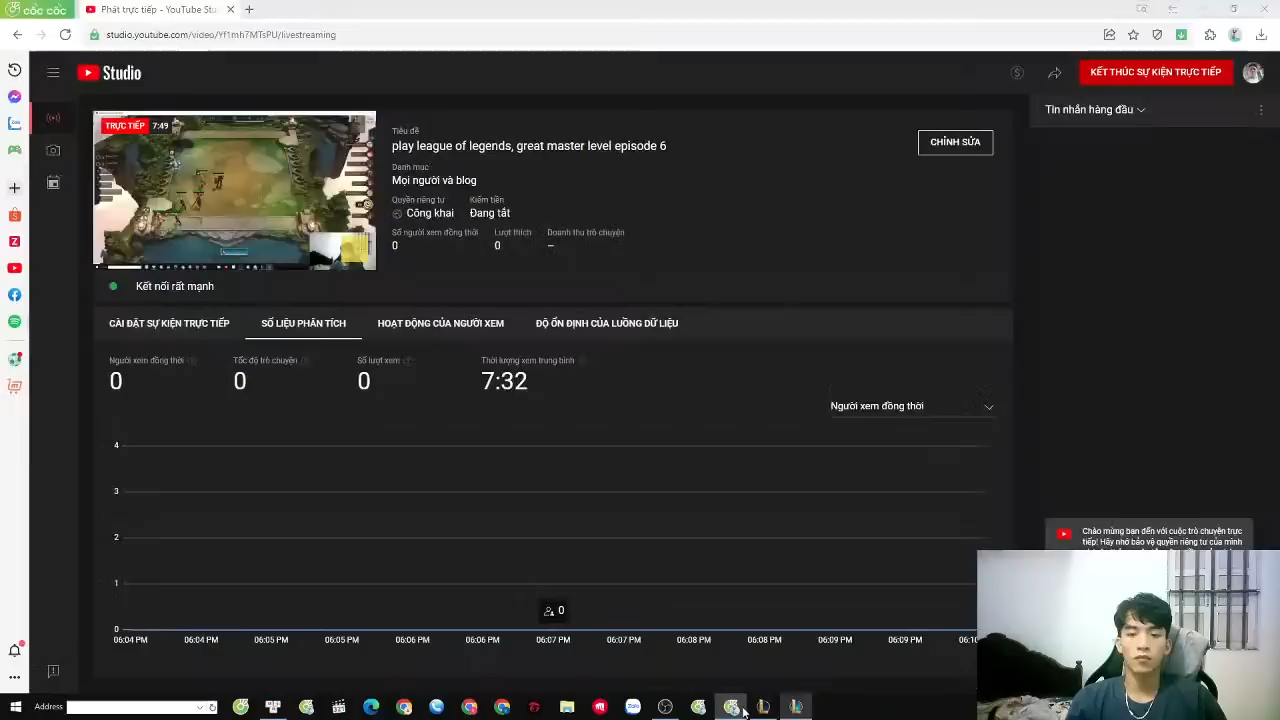 cốc cốc
Phát trực tiếp - YouTube Stu
studio.youtube.com/video/Yf1mh7MTsPU/livestreaming
Studio
KẾT THÚC SỰ KIỆN TRỰC TIẾP
Tin nhắn hàng đầu
TRỰC TIẾP 7:49
Tiêu đề
play league of legends, great master level episode 6
CHỈNH SỬA
Danh mục
Mọi người và blog
Quyền riêng tư Kiếm tiền
Công khai Đang tắt
Số người xem đồng thời Lượt thích Doanh thu trò chuyện
0 0 –
Kết nối rất mạnh
CÀI ĐẶT SỰ KIỆN TRỰC TIẾP SỐ LIỆU PHÂN TÍCH HOẠT ĐỘNG CỦA NGƯỜI XEM ĐỘ ỔN ĐỊNH CỦA LUỒNG DỮ LIỆU
Người xem đồng thời Tốc độ trò chuyện Số lượt xem Thời lượng xem trung bình
0 0 0 7:32
Người xem đồng thời
4
3
2
1
0
0
06:04 PM 06:04 PM 06:05 PM 06:05 PM 06:06 PM 06:06 PM 06:07 PM 06:07 PM 06:08 PM 06:08 PM 06:09 PM 06:09 PM 06:10
Chào mừng bạn đến với cuộc trò chuyện trực
tiếp! Hãy nhớ bảo vệ quyền riêng tư của mình
Address
Zalo